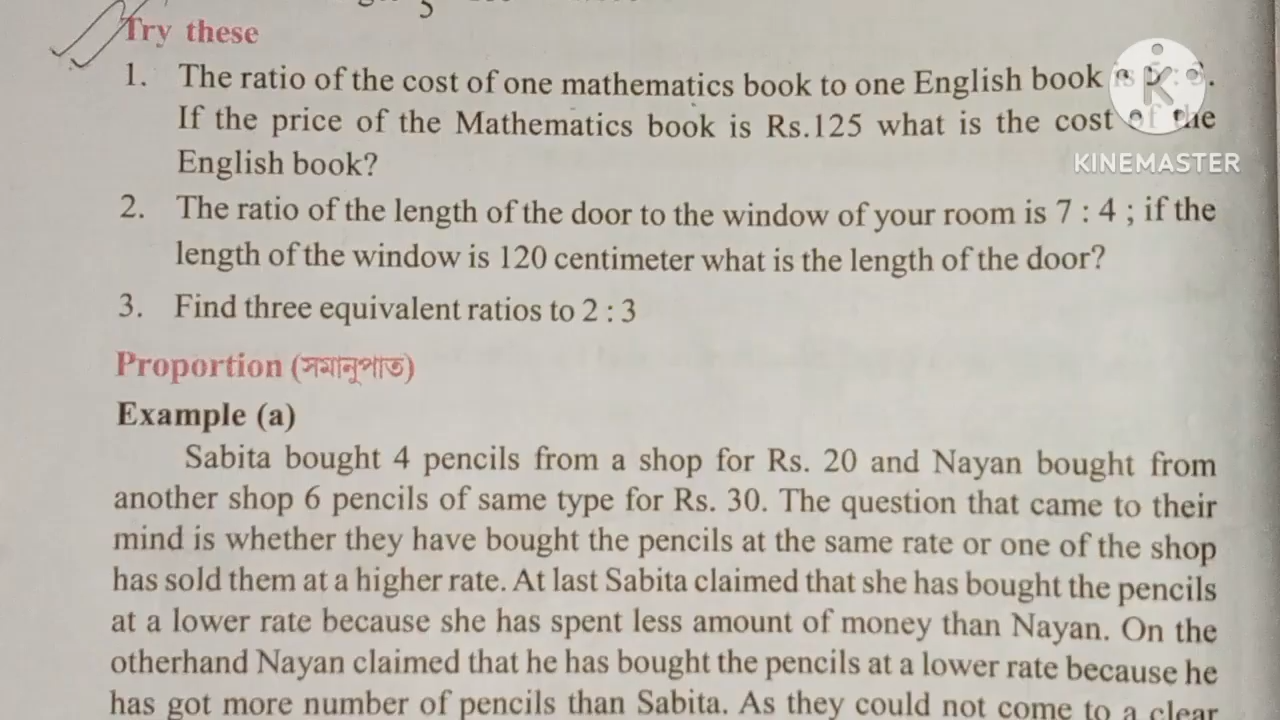 Try these
1. The ratio of the cost of one mathematics book to one English book is
If the price of the Mathematics book is Rs.125 what is the cost of the
English book?
KINEMASTER
2. The ratio of the length of the door to the window of your room is 7 : 4 ; if the
length of the window is 120 centimeter what is the length of the door?
3. Find three equivalent ratios to 2 : 3
Proportion (সমানুপাত)
Example (a)
Sabita bought 4 pencils from a shop for Rs. 20 and Nayan bought from
another shop 6 pencils of same type for Rs. 30. The question that came to their
mind is whether they have bought the pencils at the same rate or one of the shop
has sold them at a higher rate. At last Sabita claimed that she has bought the pencils
at a lower rate because she has spent less amount of money than Nayan. On the
otherhand Nayan claimed that he has bought the pencils at a lower rate because he
has got more number of pencils than Sabita. As they could not come to a clear